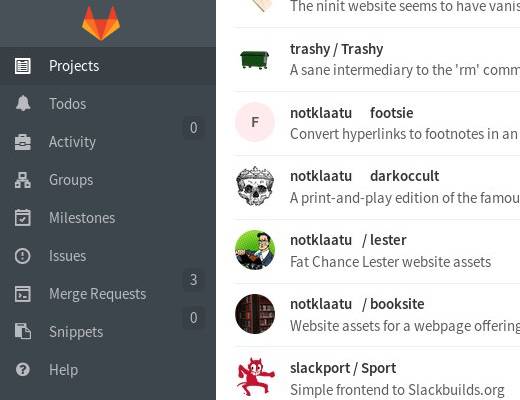 The ninit website seems to have vanis
Projects
trashy / Trashy
A sane intermediary to the 'rm' comm
Todos
0
Activity
F
notklaatu footsie
Convert hyperlinks to footnotes in an
Groups
notklaatu darkoccult
A print-and-play edition of the famou
Milestones
Issues
notklaatu / lester
Fat Chance Lester website assets
3
Merge Requests
0
Snippets
notklaatu / booksite
Website assets for a webpage offering
Help
slackport / Sport
Simple frontend to Slackbuilds.org